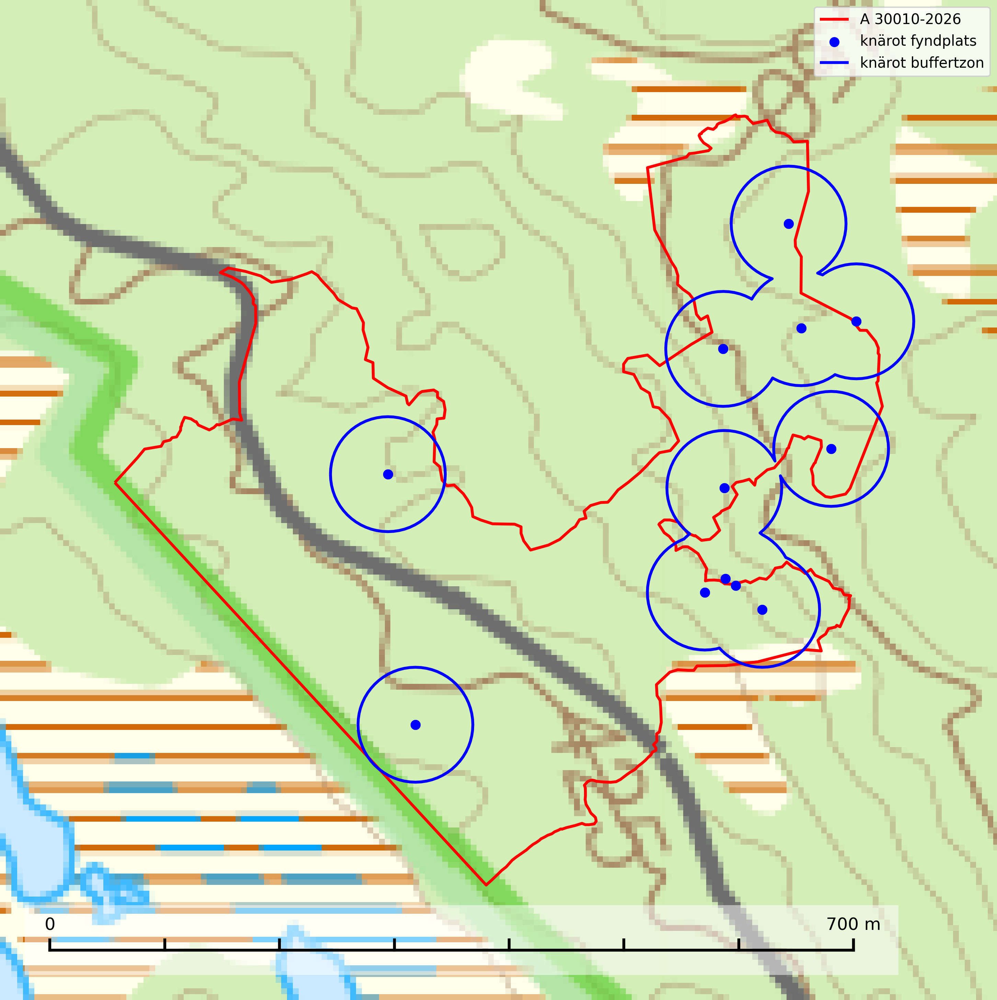 A 30010-2026
knärot fyndplats
knärot buffertzon
0
700 m